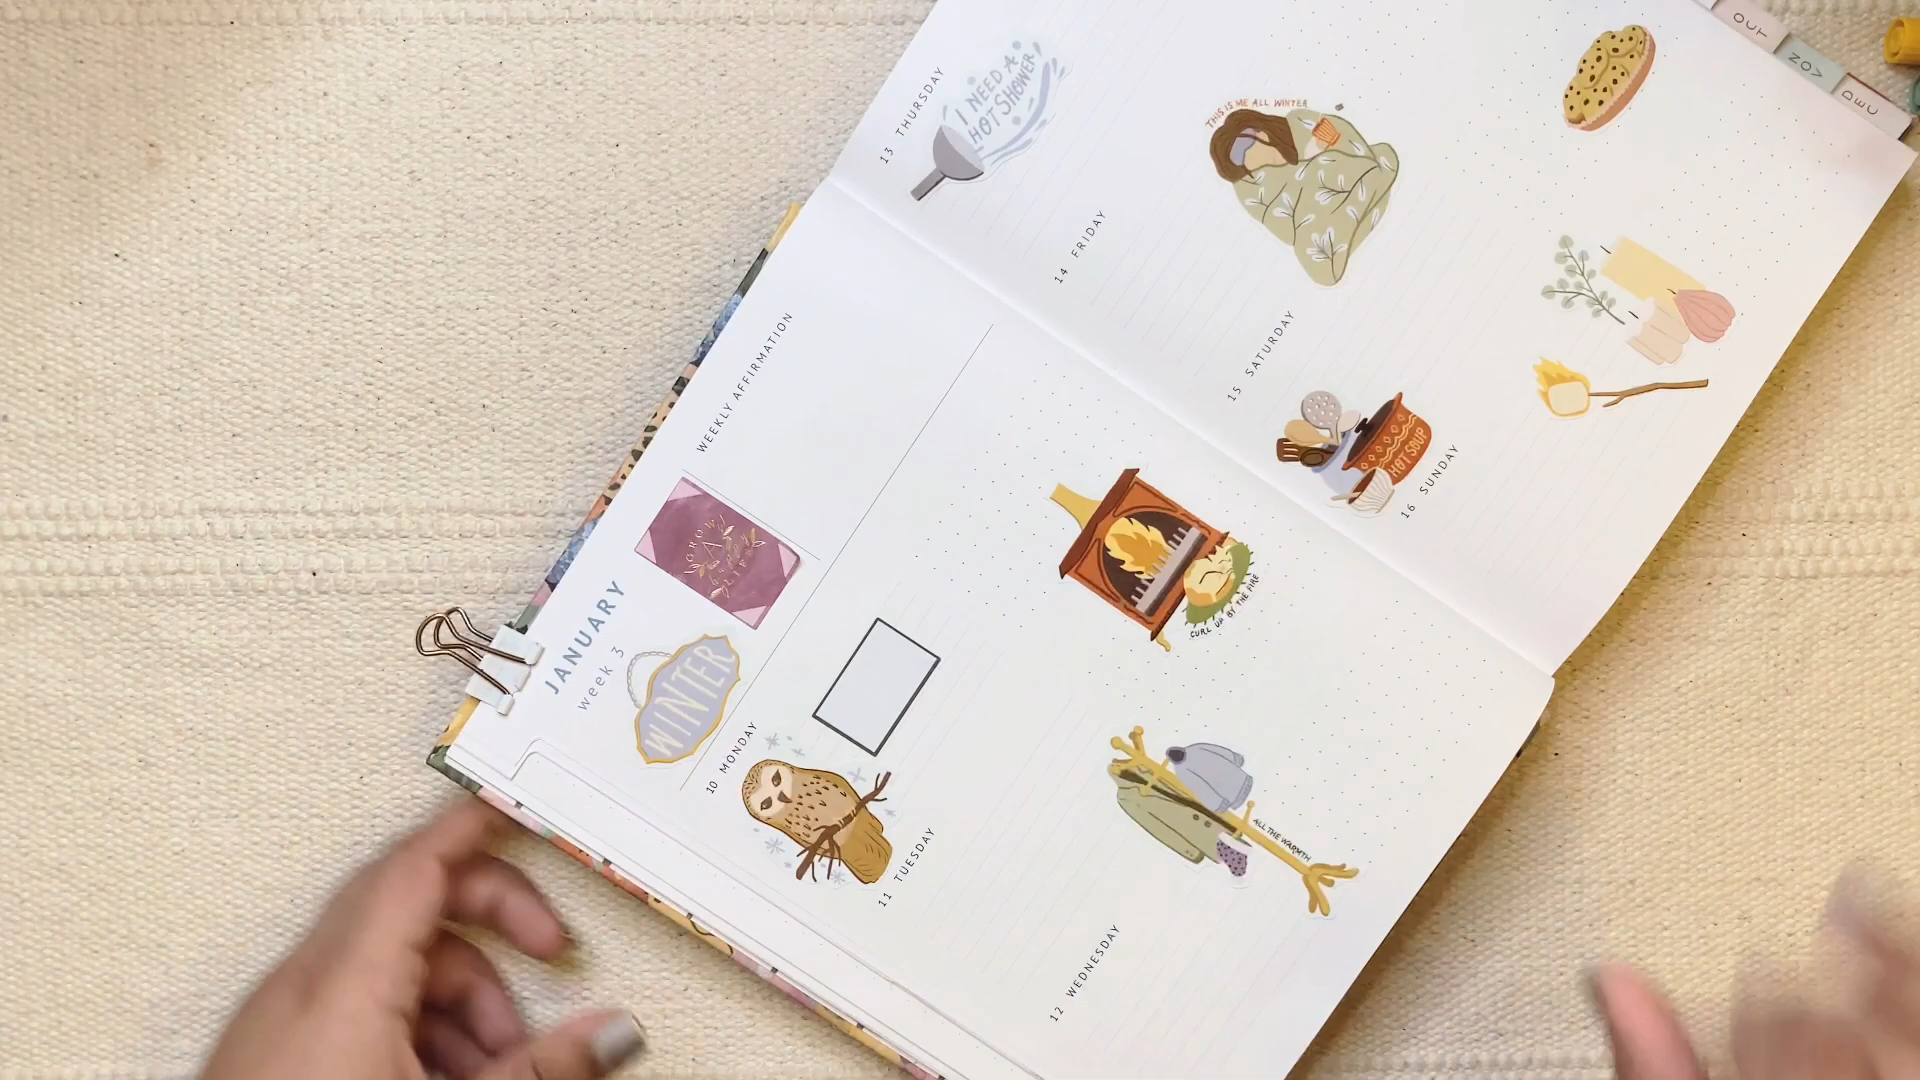 JANUARY
week 3
WEEKLY AFFIRMATION
GROW
A
LIFE
WINTER
10 MONDAY
11 TUESDAY
12 WEDNESDAY
CURL UP BY THE FIRE
ALL THE WARMTH
13 THURSDAY
I NEED A
HOT SHOWER
14 FRIDAY
THIS IS ME ALL WINTER
15 SATURDAY
HOT SOUP
16 SUNDAY
OCT
NOV
DEC